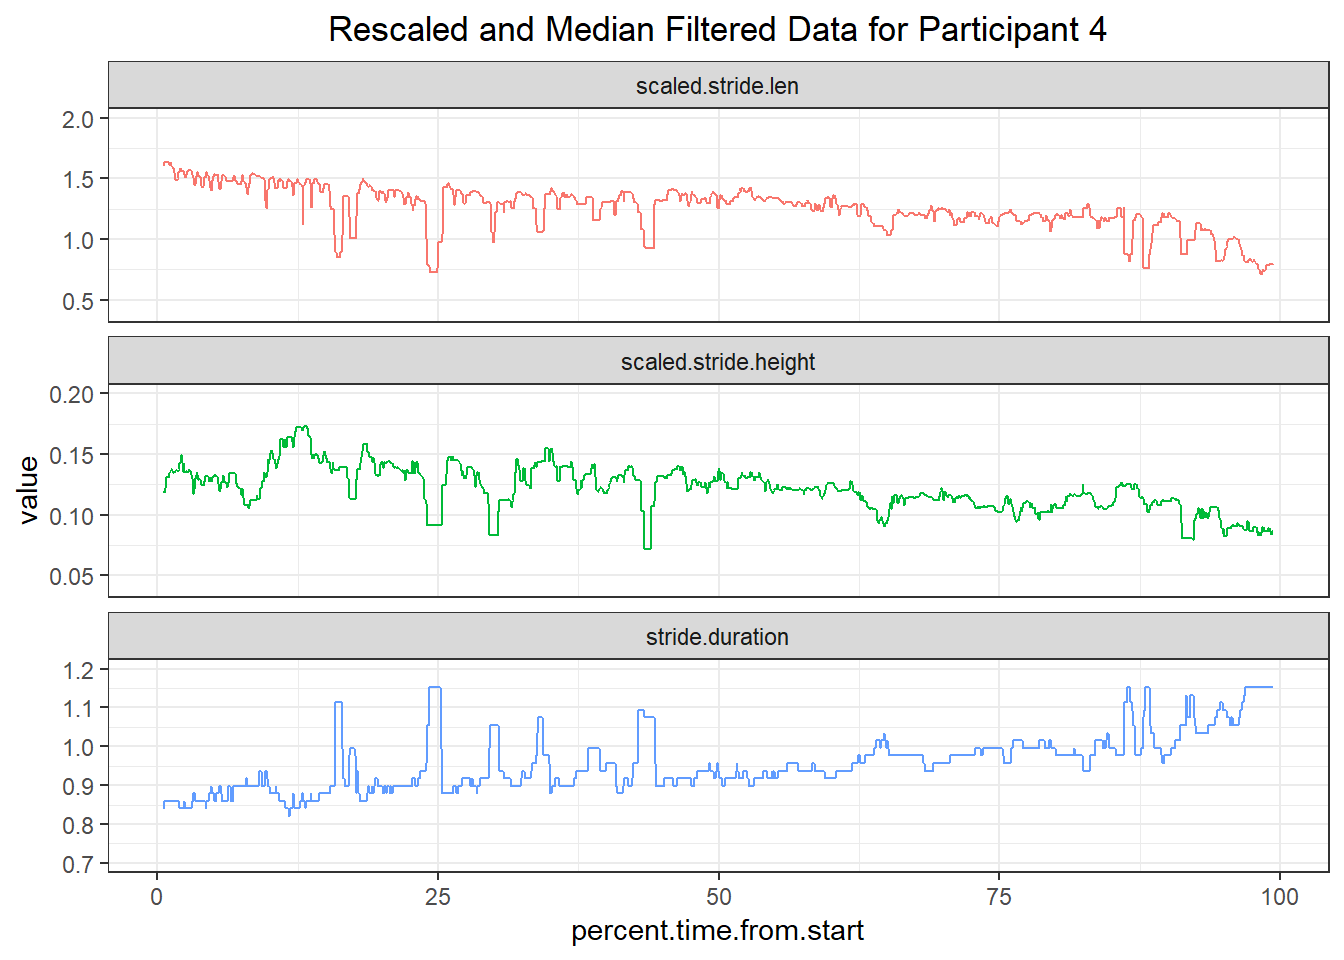 Rescaled and Median Filtered Data for Participant 4
scaled.stride.len
2.0
1.5
1.0
0.5
scaled.stride.height
0.20
0.15
0.10
0.05
value
stride.duration
1.2
1.1
1.0
0.9
0.8
0.7
0 25 50 75 100
percent.time.from.start